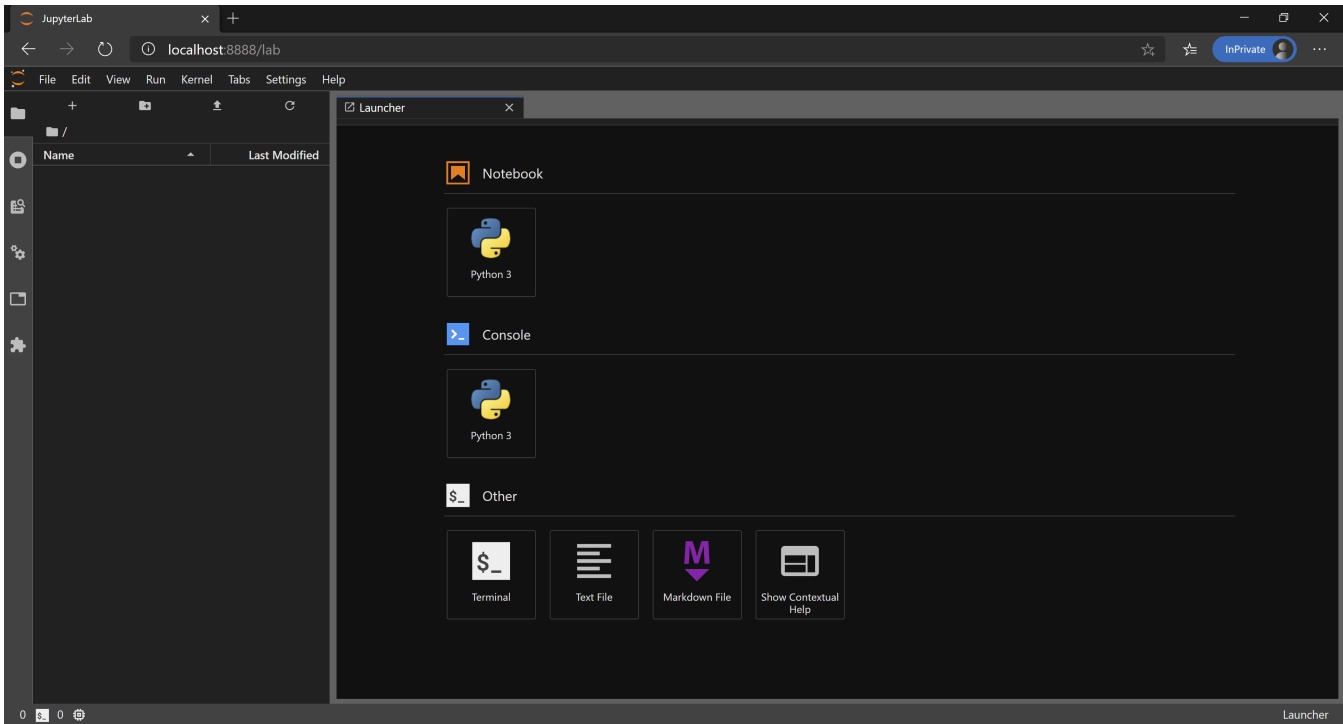 JupyterLab
localhost:8888/lab
InPrivate
File Edit View Run Kernel Tabs Settings Help
/
Name Last Modified
Launcher
Notebook
Python 3
Console
>_
Python 3
$_ Other
$_
Terminal
Text File
M
Markdown File
Show Contextual
Help
0 $_ 0
Launcher